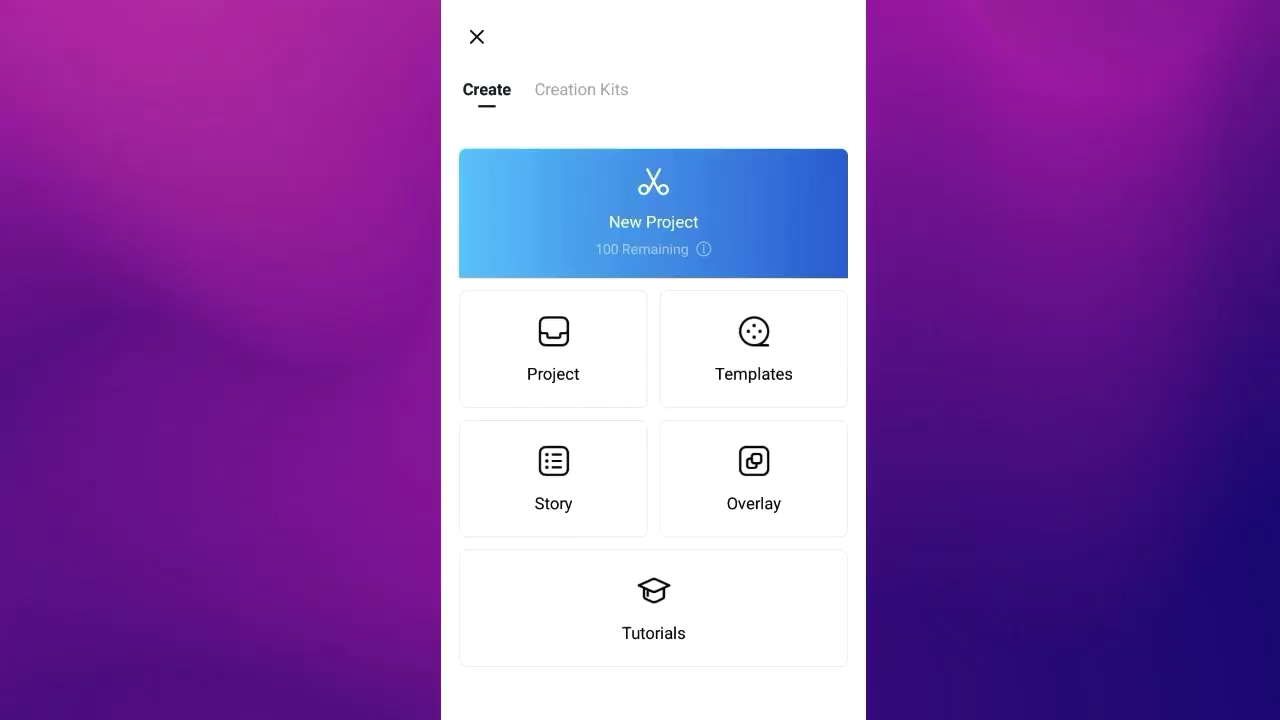 Create
Creation Kits
New Project
100 Remaining
Project
Templates
Story
Overlay
Tutorials